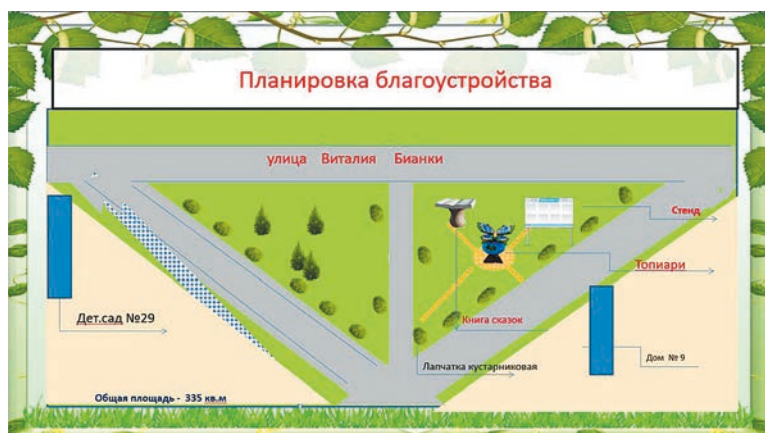 Планировка благоустройства
улица Виталия Бианки
Стенд
Топиари
Дет.сад №29
Книга сказок
Дом № 9
Лапчатка кустарниковая
Общая площадь - 335 кв.м